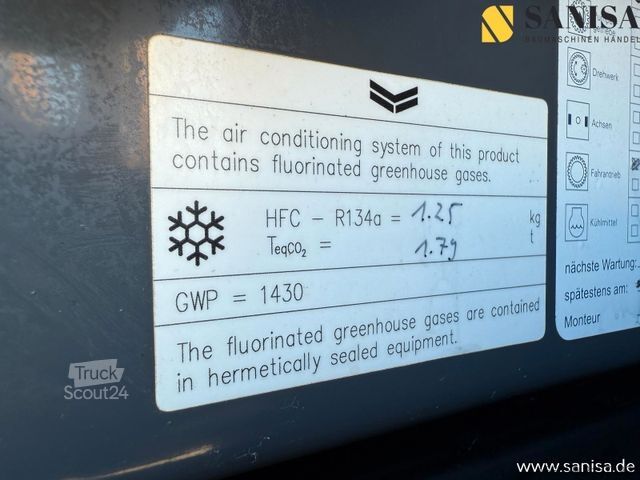 SANISA
BAUMASCHINEN HANDEL
The air conditioning system of this product
contains fluorinated greenhouse gases.
HFC - R134a = 1.25 kg
TeqCO₂ = 1.79 t
GWP = 1430
The fluorinated greenhouse gases are contained
in hermetically sealed equipment.
Drehwerk
Achsen
Fahrantrieb
Kühlmittel
nächste Wartung:
spätestens am:
Monteur
Truck
Scout24
www.sanisa.de